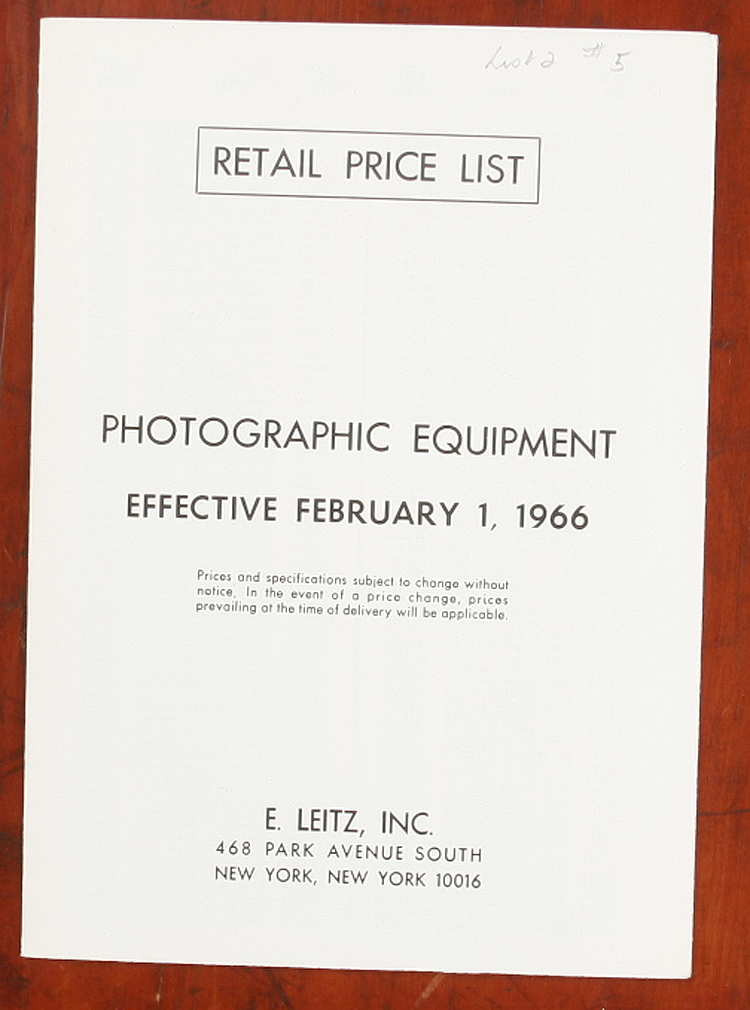 # 5
RETAIL PRICE LIST
PHOTOGRAPHIC EQUIPMENT
EFFECTIVE FEBRUARY 1, 1966
Prices and specifications subject to change without
notice. In the event of a price change, prices
prevailing at the time of delivery will be applicable.
E. LEITZ, INC.
468 PARK AVENUE SOUTH
NEW YORK, NEW YORK 10016